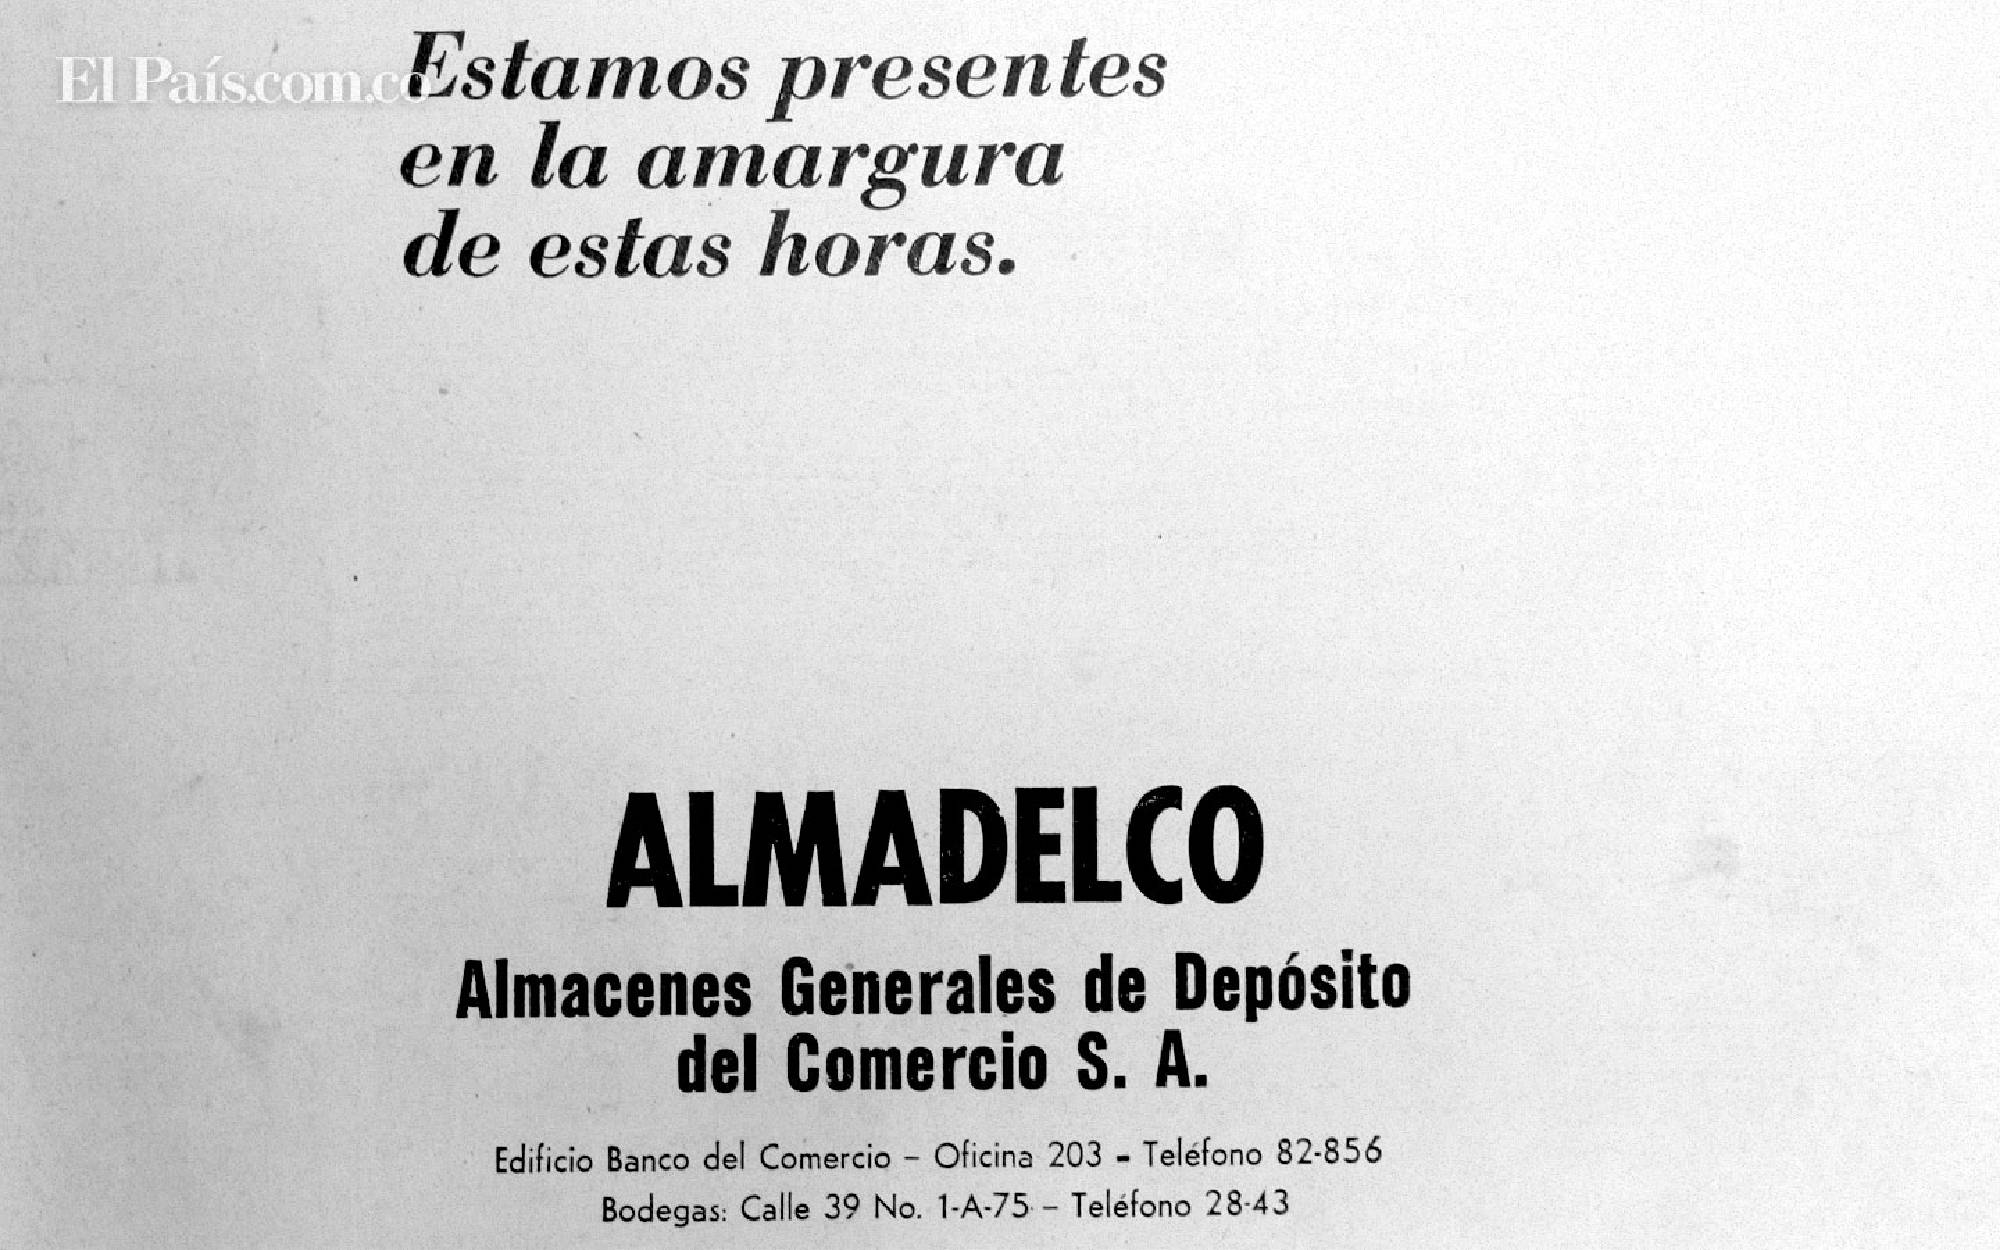 El País.com.co
Estamos presentes
en la amargura
de estas horas.
ALMADELCO
Almacenes Generales de Depósito
del Comercio S. A.
Edificio Banco del Comercio – Oficina 203 - Teléfono 82-856
Bodegas: Calle 39 No. 1-A-75 – Teléfono 28-43